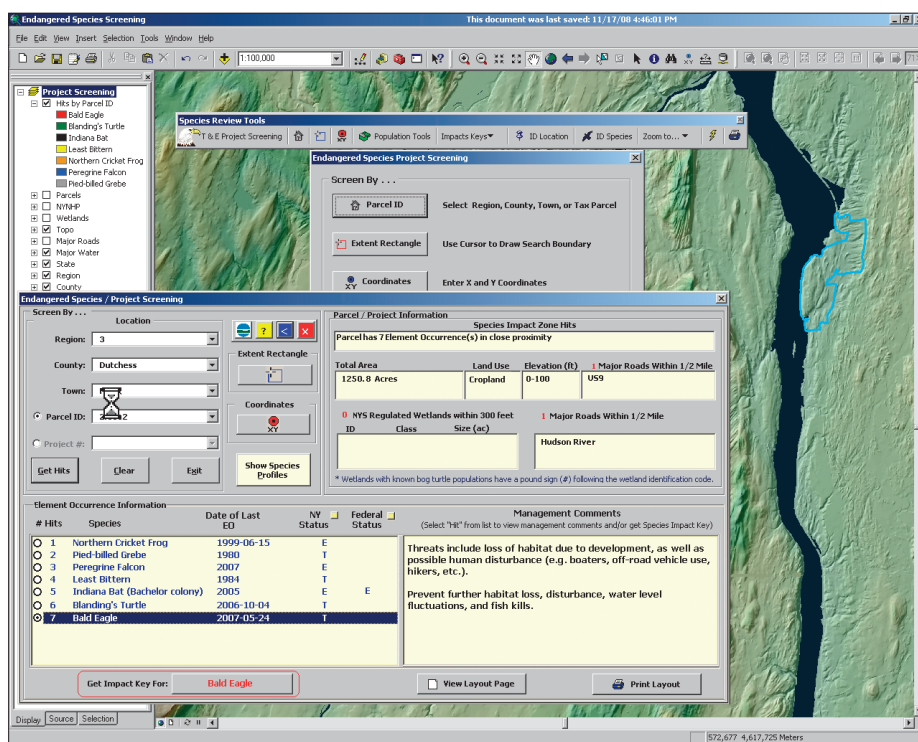 Endangered Species Screening
This document was last saved: 11/17/08 4:46:01 PM
File Edit View Insert Selection Tools Window Help
1:100,000
Project Screening
Hits by Parcel ID
Bald Eagle
Blanding's Turtle
Indiana Bat
Least Bittern
Northern Cricket Frog
Peregrine Falcon
Pied-billed Grebe
Parcels
NYNHP
Wetlands
Topo
Major Roads
Major Water
State
Region
County
Species Review Tools
T & E Project Screening Population Tools Impacts Keys ID Location ID Species Zoom to...
Endangered Species Project Screening
Screen By . . .
Parcel ID Select Region, County, Town, or Tax Parcel
Extent Rectangle Use Cursor to Draw Search Boundary
XY Coordinates Enter X and Y Coordinates
Endangered Species / Project Screening
Screen By . . .
Location
Region: 3
County: Dutchess
Town:
Parcel ID:
Project #:
Get Hits Clear Exit
Extent Rectangle
Coordinates
XY
Show Species
Profiles
Parcel / Project Information
Species Impact Zone Hits
Parcel has 7 Element Occurrence(s) in close proximity
Total Area Land Use Elevation (ft) 1 Major Roads Within 1/2 Mile
1250.8 Acres Cropland 0-100 US9
0 NYS Regulated Wetlands within 300 feet 1 Major Roads Within 1/2 Mile
ID Class Size (ac)
Hudson River
* Wetlands with known bog turtle populations have a pound sign (#) following the wetland identification code.
Element Occurrence Information
# Hits Species Date of Last EO NY Status Federal Status
1 Northern Cricket Frog 1999-06-15 E
2 Pied-billed Grebe 1980 T
3 Peregrine Falcon 2007 E
4 Least Bittern 1984 T
5 Indiana Bat (Bachelor colony) 2005 E E
6 Blanding's Turtle 2006-10-04 T
7 Bald Eagle 2007-05-24 T
Management Comments
(Select "Hit" from list to view management comments and/or get Species Impact Key)
Threats include loss of habitat due to development, as well as
possible human disturbance (e.g. boaters, off-road vehicle use,
hikers, etc.).
Prevent further habitat loss, disturbance, water level
fluctuations, and fish kills.
Get Impact Key For: Bald Eagle
View Layout Page
Print Layout
Display Source Selection
572,677 4,617,725 Meters